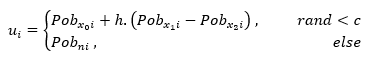 u_i = { Pob_{x_0 i} + h. (Pob_{x_1 i} − Pob_{x_2 i}) , rand < c
Pob_{ni} , else